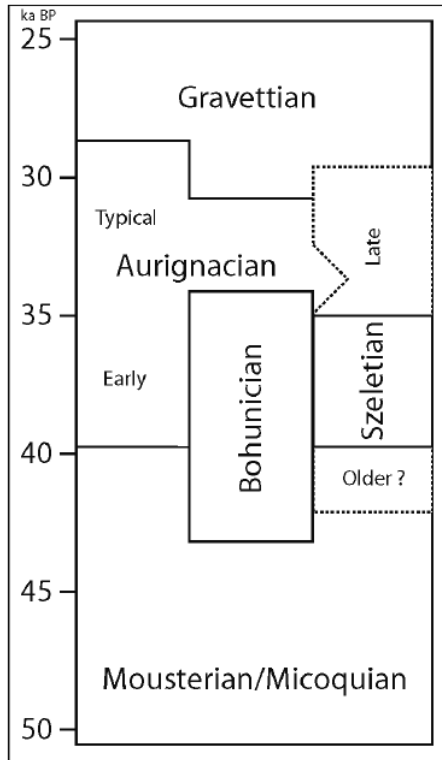 ka BP
25
Gravettian
30
Typical
Late
Aurignacian
35
Early
Bohunician
Szeletian
40
Older ?
45
Mousterian/Micoquian
50